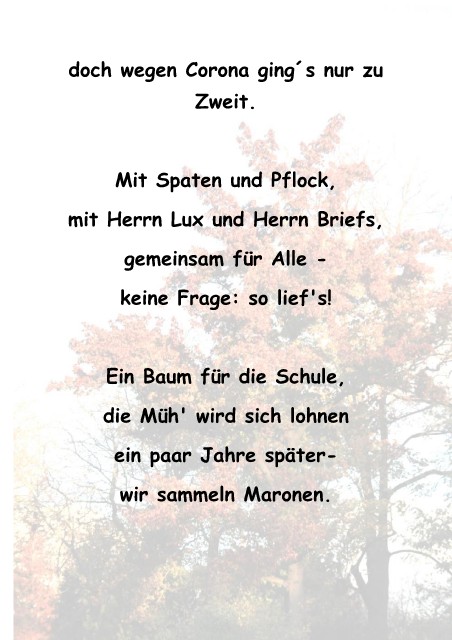 doch wegen Corona ging´s nur zu
Zweit.
Mit Spaten und Pflock,
mit Herrn Lux und Herrn Briefs,
gemeinsam für Alle -
keine Frage: so lief's!
Ein Baum für die Schule,
die Müh' wird sich lohnen
ein paar Jahre später-
wir sammeln Maronen.